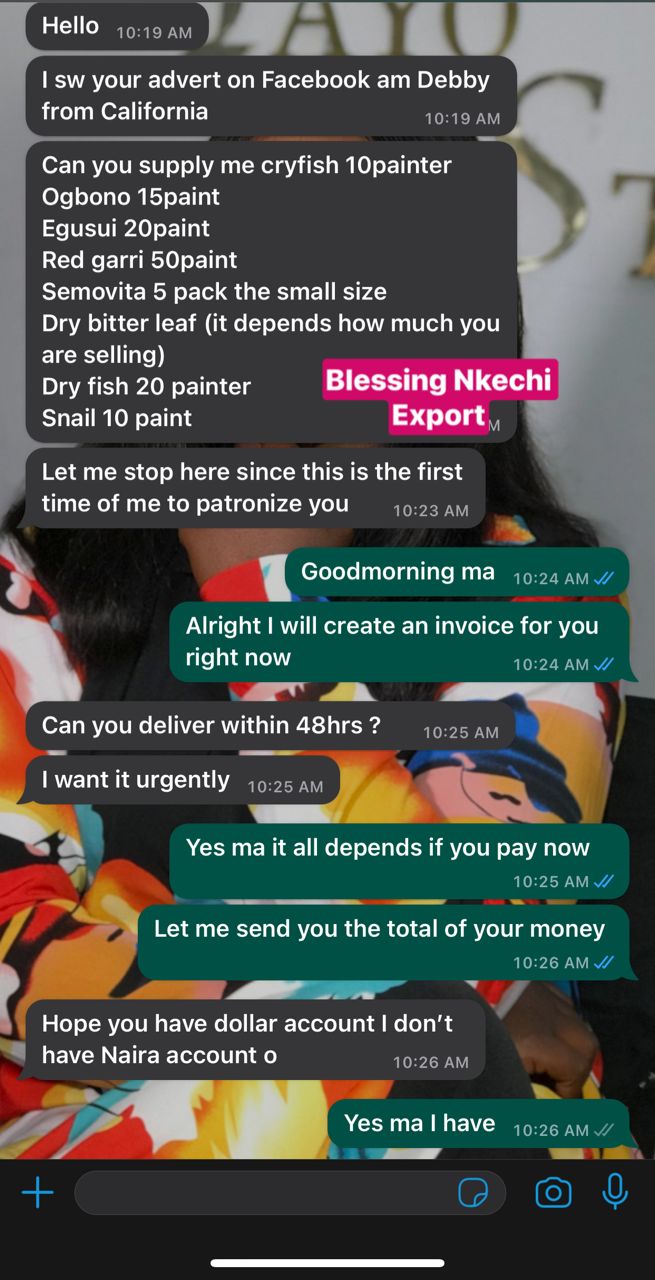 AYO
ST
Hello 10:19 AM
I sw your advert on Facebook am Debby
from California 10:19 AM
Can you supply me cryfish 10painter
Ogbono 15paint
Egusui 20paint
Red garri 50paint
Semovita 5 pack the small size
Dry bitter leaf (it depends how much you
are selling)
Dry fish 20 painter
Snail 10 paint
Blessing Nkechi
Export
M
Let me stop here since this is the first
time of me to patronize you 10:23 AM
Goodmorning ma 10:24 AM
Alright I will create an invoice for you
right now 10:24 AM
Can you deliver within 48hrs ? 10:25 AM
I want it urgently 10:25 AM
Yes ma it all depends if you pay now
10:25 AM
Let me send you the total of your money
10:26 AM
Hope you have dollar account I don’t
have Naira account o 10:26 AM
Yes ma I have 10:26 AM